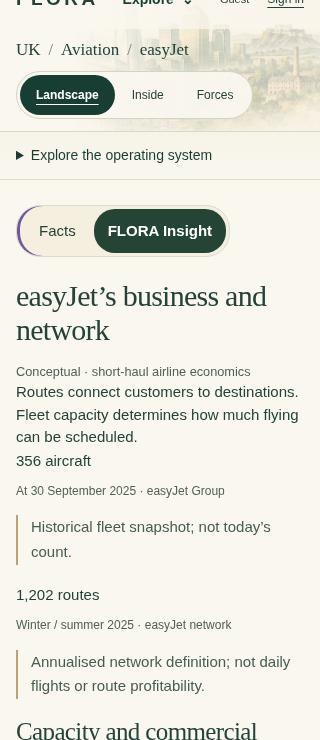 FLORA Explore Guest Sign in
UK / Aviation / easyJet
Landscape Inside Forces
Explore the operating system
Facts FLORA Insight
easyJet’s business and
network
Conceptual · short-haul airline economics
Routes connect customers to destinations.
Fleet capacity determines how much flying
can be scheduled.
356 aircraft
At 30 September 2025 · easyJet Group
Historical fleet snapshot; not today’s
count.
1,202 routes
Winter / summer 2025 · easyJet network
Annualised network definition; not daily
flights or route profitability.
Capacity and commercial